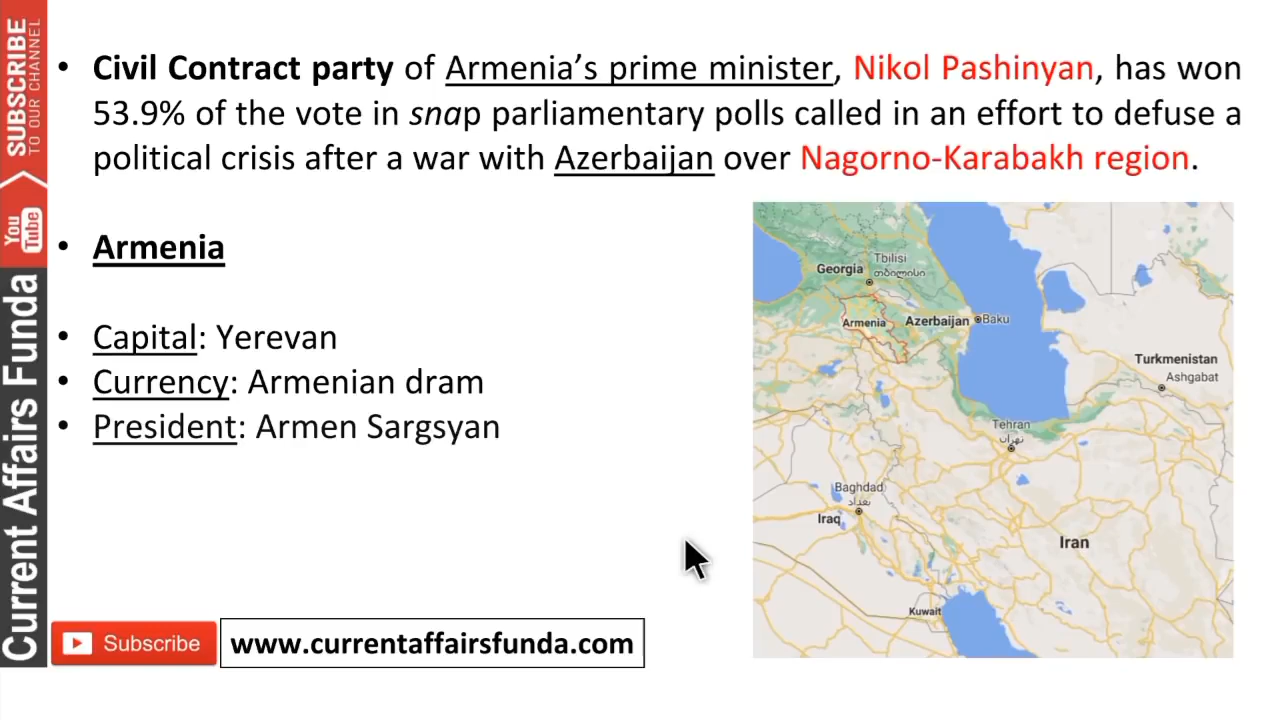 SUBSCRIBE
TO OUR CHANNEL
You
Tube
Current Affairs Funda
• Civil Contract party of Armenia’s prime minister, Nikol Pashinyan, has won
53.9% of the vote in snap parliamentary polls called in an effort to defuse a
political crisis after a war with Azerbaijan over Nagorno-Karabakh region.
• Armenia
• Capital: Yerevan
• Currency: Armenian dram
• President: Armen Sargsyan
Tbilisi
Georgia
თბილისი
Armenia
Azerbaijan
Baku
Turkmenistan
Ashgabat
Tehran
تهران
Baghdad
بغداد
Iraq
Iran
Kuwait
Subscribe
www.currentaffairsfunda.com